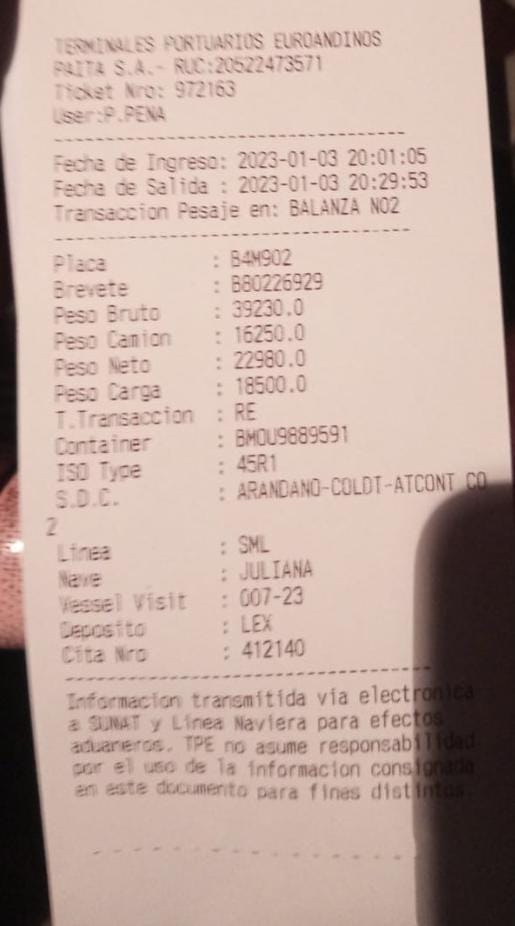 TERMINALES PORTUARIOS EUROANDINOS
PAITA S.A.- RUC:20522473571
Ticket Nro: 972163
User:P.PENA
Fecha de Ingreso: 2023-01-03 20:01:05
Fecha de Salida : 2023-01-03 20:29:53
Transaccion Pesaje en: BALANZA NO2
Placa : B4M902
Brevete : B80226929
Peso Bruto : 39230.0
Peso Camion : 16250.0
Peso Neto : 22980.0
Peso Carga : 18500.0
T.Transaccion : RE
Container : BMOU9889591
ISO Type : 45R1
S.D.C. : ARANDANO-COLDT-ATCONT CO
2
Linea : SML
Nave : JULIANA
Vessel Visit : 007-23
Deposito : LEX
Cita Nro : 412140
Informacion transmitida via electronica
a SUNAT y Linea Naviera para efectos
aduaneros. TPE no asume responsabilidad
por el uso de la informacion consignada
en este documento para fines distintos.